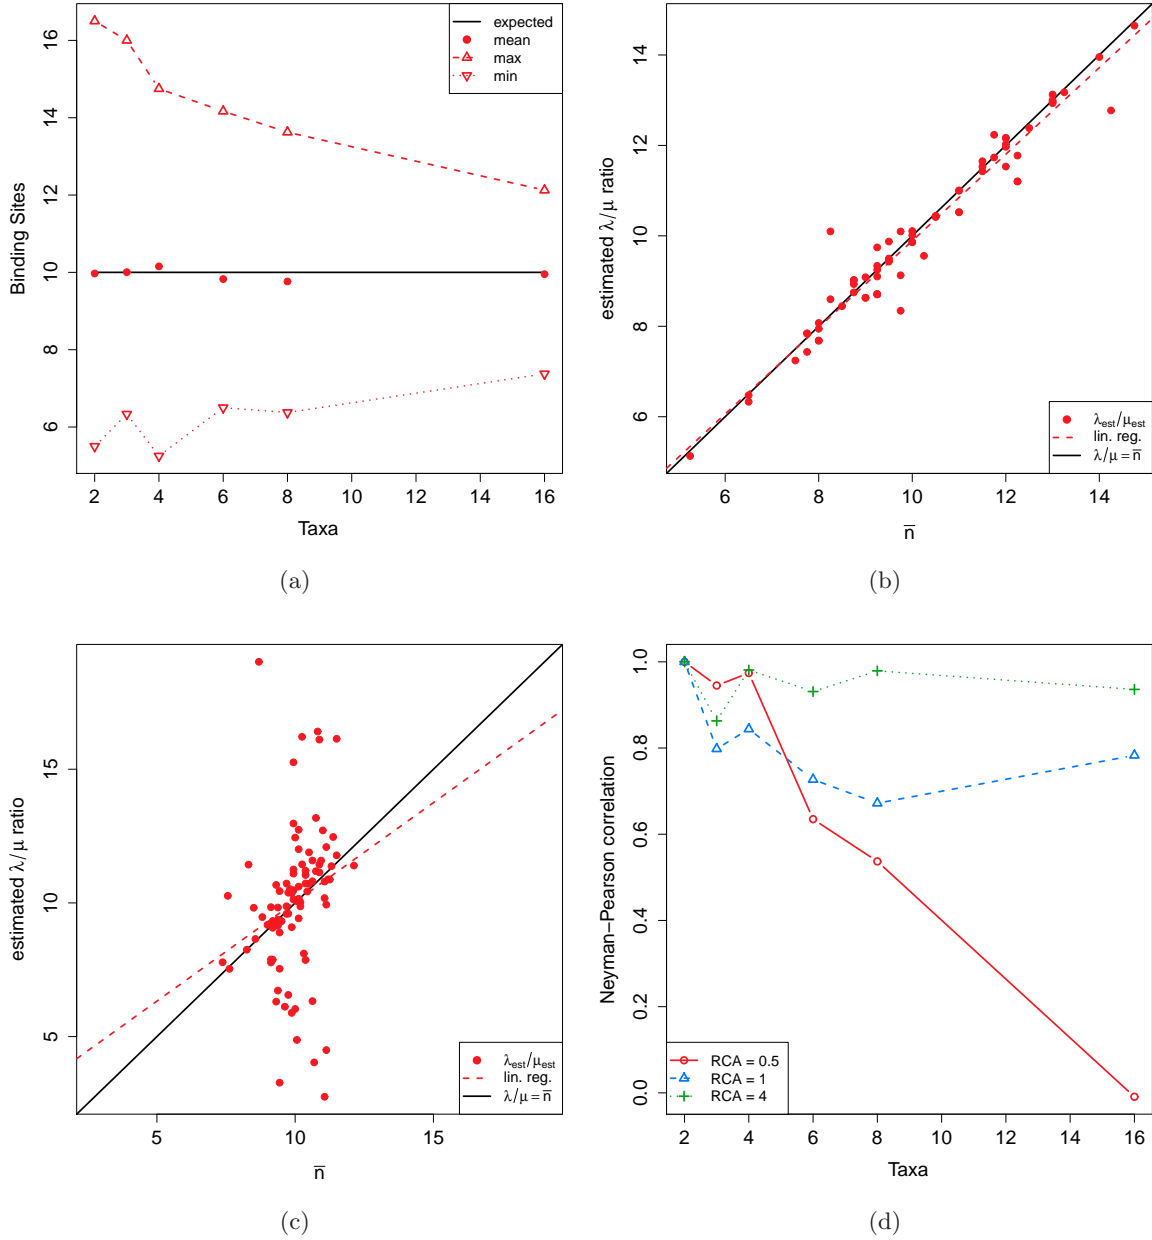 expected
mean
max
min
Binding Sites
16
14
12
10
8
6
2 4 6 8 10 12 14 16
Taxa
(a)
estimated λ/μ ratio
14
12
10
8
6
λest/μest
lin. reg.
λ/μ = n̅
6 8 10 12 14
n̅
(b)
estimated λ/μ ratio
15
10
5
λest/μest
lin. reg.
λ/μ = n̅
5 10 15
n̅
(c)
Neyman−Pearson correlation
1.0
0.8
0.6
0.4
0.2
0.0
RCA = 0.5
RCA = 1
RCA = 4
2 4 6 8 10 12 14 16
Taxa
(d)